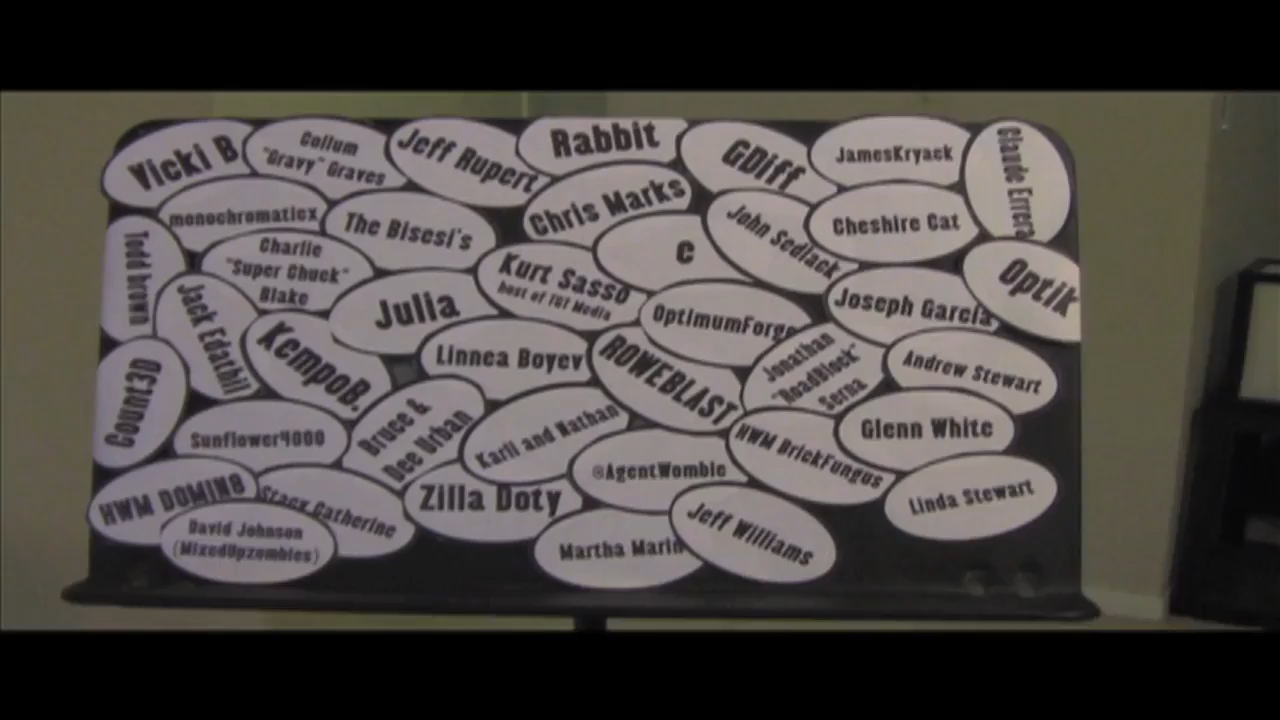 Vicki B
Collum
"Gravy" Graves
Jeff Rupert
Rabbit
GDiff
JamesKryack
Claude Errera
monochromaticx
The Bisesi's
Chris Marks
C
John Sedlack
Cheshire Cat
Todd Brown
Charlie
"Super Chuck"
Blake
Julia
Kurt Sasso
host of TGT Media
OptimumForge
Joseph Garcia
Optik
Jack Edathil
KempoB.
Linnea Boyev
ROWEBLAST
Jonathan
"RoadBlock"
Serna
Andrew Stewart
Count3D
Sunflower4000
Bruce &
Dee Urban
Karli and Nathan
@AgentWombie
HWM BrickFungus
Glenn White
HWM DOMIN8
Stacy Catherine
Zilla Doty
Linda Stewart
David Johnson
(MixedUpzombies)
Martha Marin
Jeff Williams